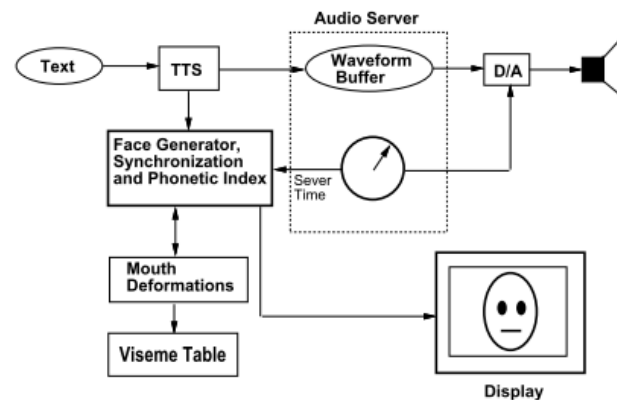 Audio Server
Text
TTS
Waveform
Buffer
D/A
Face Generator,
Synchronization
and Phonetic Index
Sever
Time
Mouth
Deformations
Viseme Table
Display